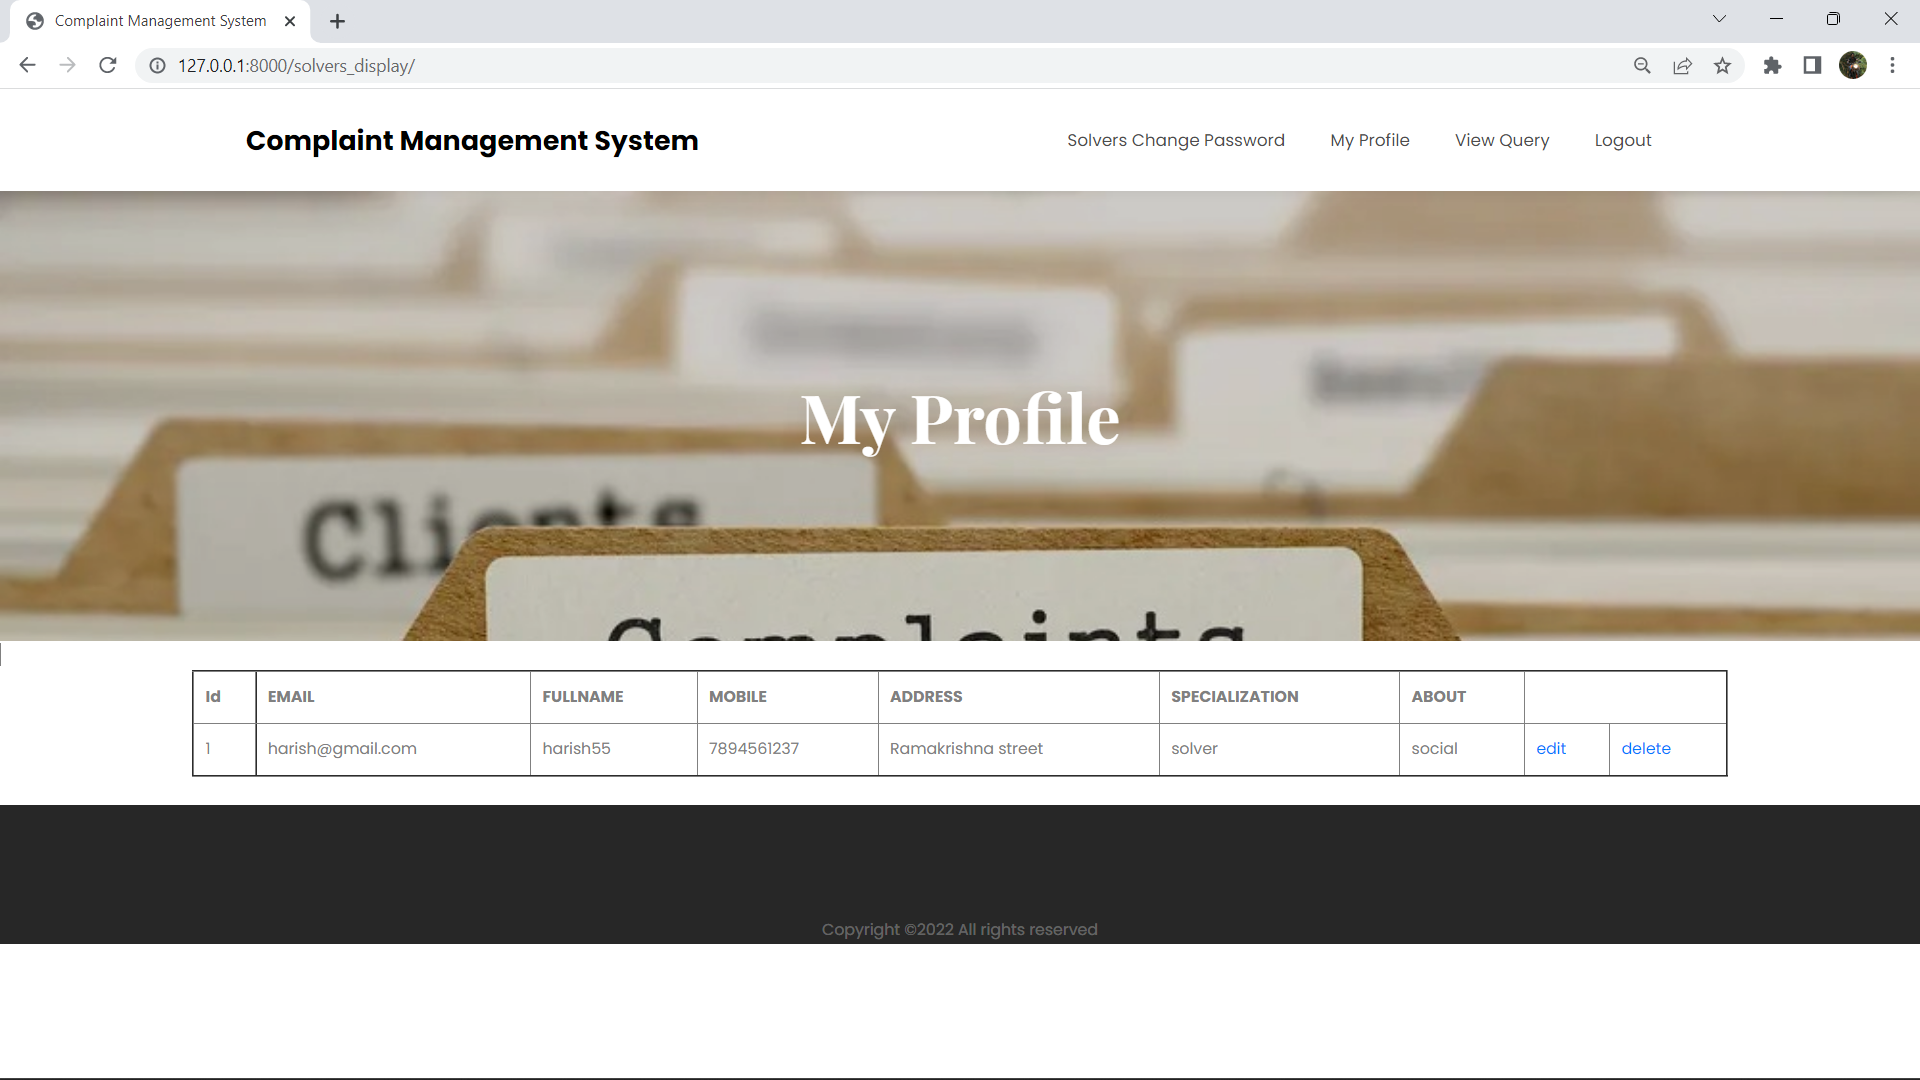 Complaint Management System
127.0.0.1:8000/solvers_display/
Complaint Management System
Solvers Change Password My Profile View Query Logout
My Profile
Clients
Complaints
Id EMAIL FULLNAME MOBILE ADDRESS SPECIALIZATION ABOUT
1 harish@gmail.com harish55 7894561237 Ramakrishna street solver social edit delete
Copyright ©2022 All rights reserved